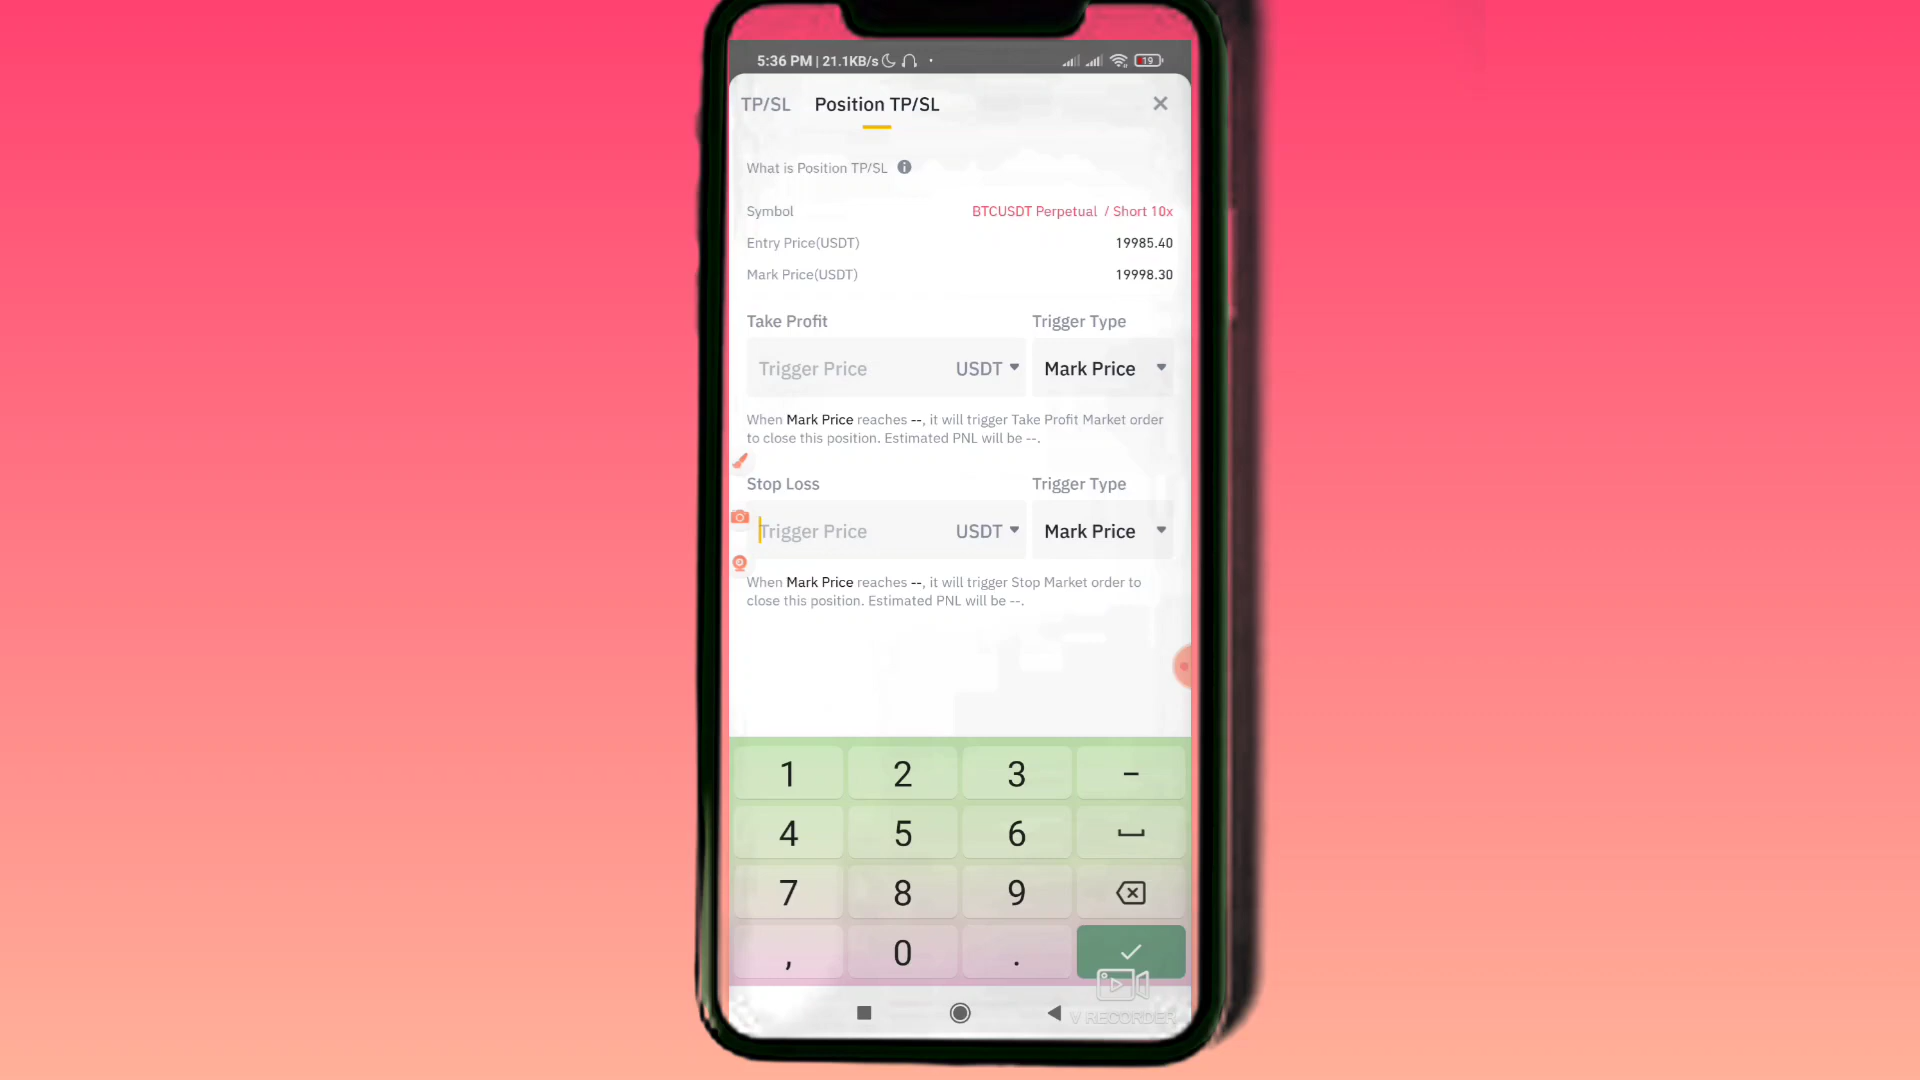 5:36 PM | 21.1KB/s 19
TP/SL Position TP/SL
What is Position TP/SL
Symbol BTCUSDT Perpetual / Short 10x
Entry Price(USDT) 19985.40
Mark Price(USDT) 19998.30
Take Profit Trigger Type
Trigger Price USDT Mark Price
When Mark Price reaches --, it will trigger Take Profit Market order
to close this position. Estimated PNL will be --.
Stop Loss Trigger Type
Trigger Price USDT Mark Price
When Mark Price reaches --, it will trigger Stop Market order to
close this position. Estimated PNL will be --.
1 2 3 -
4 5 6
7 8 9
, 0 .
V RECORDER